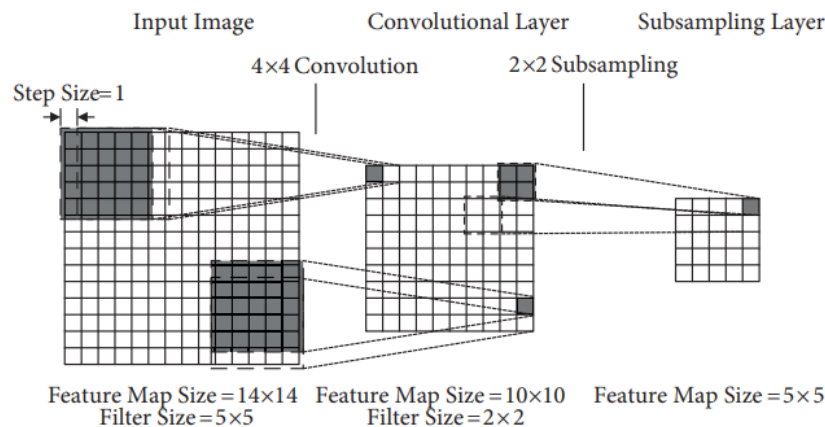 Input Image
Convolutional Layer
Subsampling Layer
4×4 Convolution
2×2 Subsampling
Step Size=1
Feature Map Size=14×14
Filter Size=5×5
Feature Map Size=10×10
Filter Size=2×2
Feature Map Size=5×5